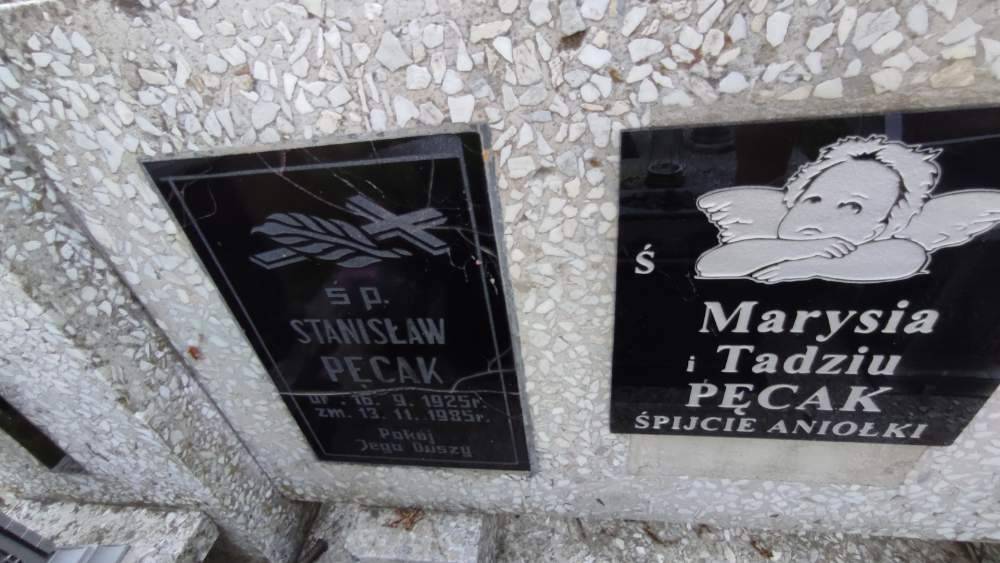 ś p.
STANISŁAW
PĘCAK
ur. 16. 9. 1925r.
zm. 13. 11. 1985r.
Pokój
Jego Duszy
Ś
Marysia
i Tadziu
PĘCAK
ŚPIJCIE ANIOŁKI